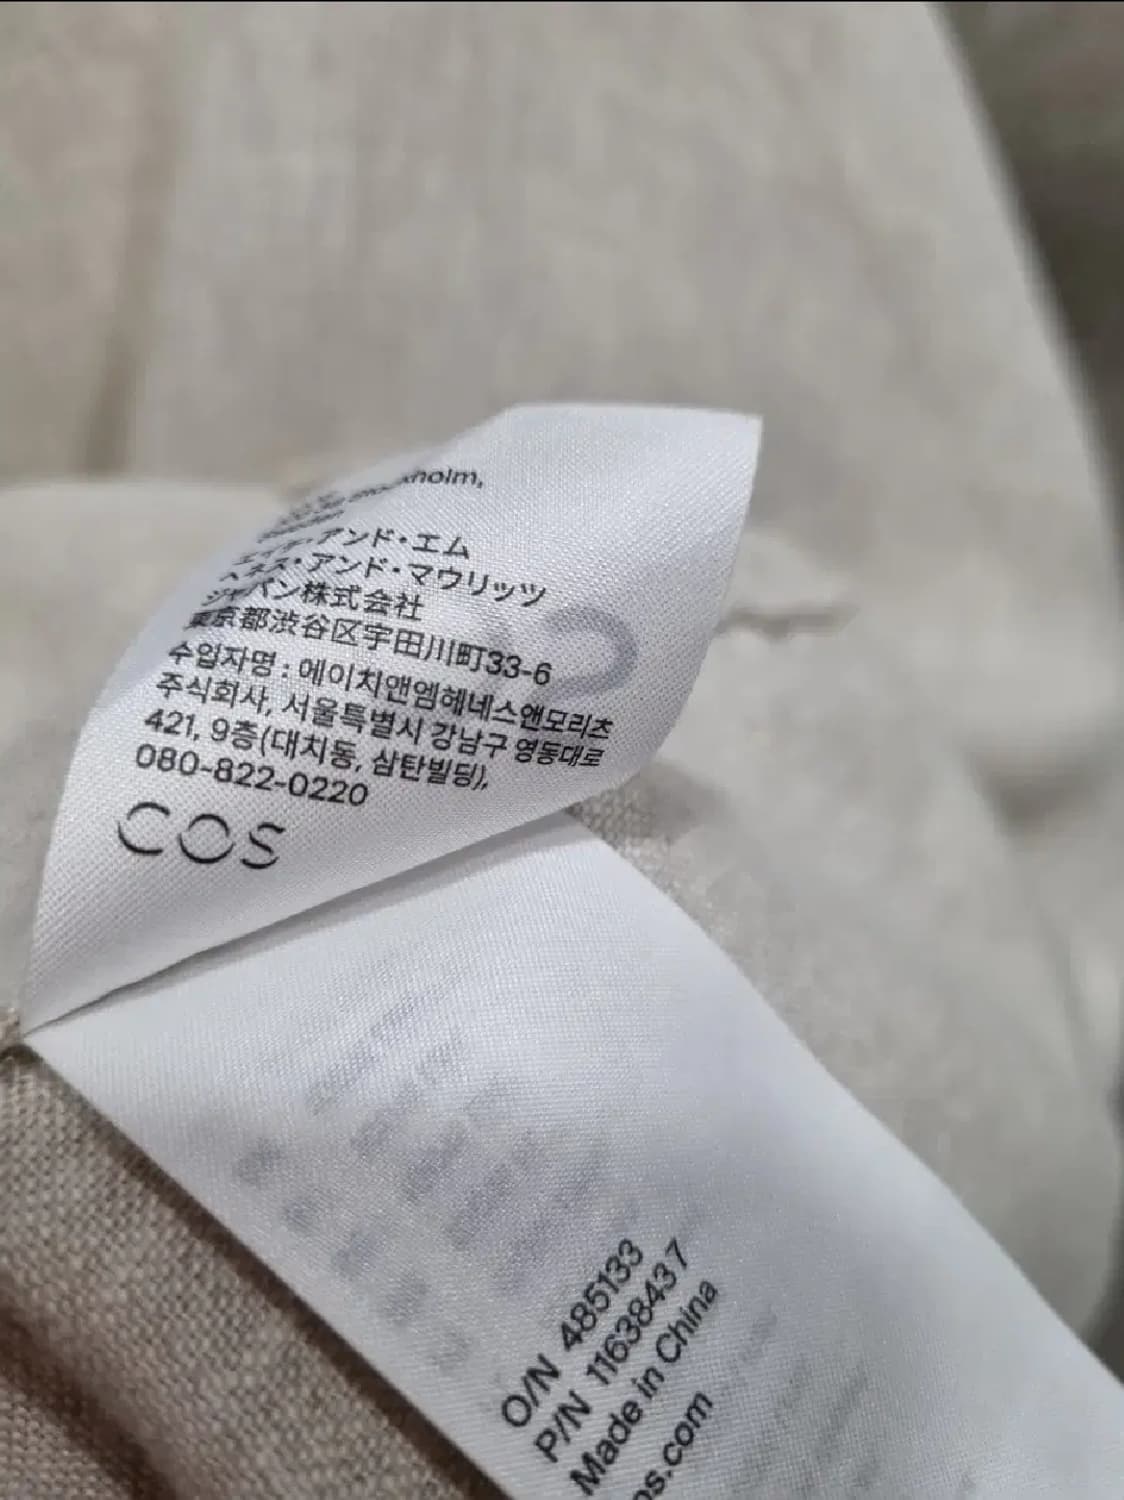 エイチ・アンド・エム
ヘネス・アンド・マウリッツ
ジャパン株式会社
東京都渋谷区宇田川町33-6
수입자명 : 에이치앤엠헤네스앤모리츠
주식회사, 서울특별시 강남구 영동대로
421, 9층(대치동, 삼탄빌딩),
080-822-0220
COS
O/N 485133
P/N 11638437
Made in China
os.com